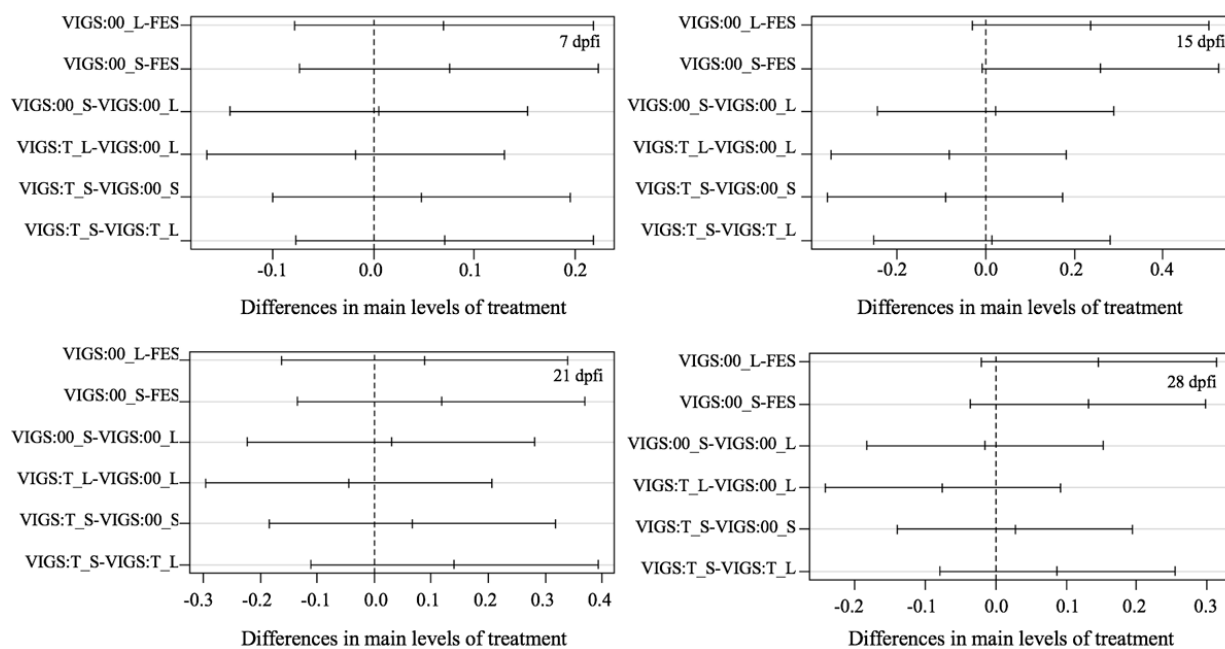 VIGS:00_L-FES
7 dpfi
VIGS:00_S-FES
VIGS:00_S-VIGS:00_L
VIGS:T_L-VIGS:00_L
VIGS:T_S-VIGS:00_S
VIGS:T_S-VIGS:T_L
-0.1 0.0 0.1 0.2
Differences in main levels of treatment
VIGS:00_L-FES
15 dpfi
VIGS:00_S-FES
VIGS:00_S-VIGS:00_L
VIGS:T_L-VIGS:00_L
VIGS:T_S-VIGS:00_S
VIGS:T_S-VIGS:T_L
-0.2 0.0 0.2 0.4
Differences in main levels of treatment
VIGS:00_L-FES
21 dpfi
VIGS:00_S-FES
VIGS:00_S-VIGS:00_L
VIGS:T_L-VIGS:00_L
VIGS:T_S-VIGS:00_S
VIGS:T_S-VIGS:T_L
-0.3 -0.2 -0.1 0.0 0.1 0.2 0.3 0.4
Differences in main levels of treatment
VIGS:00_L-FES
28 dpfi
VIGS:00_S-FES
VIGS:00_S-VIGS:00_L
VIGS:T_L-VIGS:00_L
VIGS:T_S-VIGS:00_S
VIGS:T_S-VIGS:T_L
-0.2 -0.1 0.0 0.1 0.2 0.3
Differences in main levels of treatment